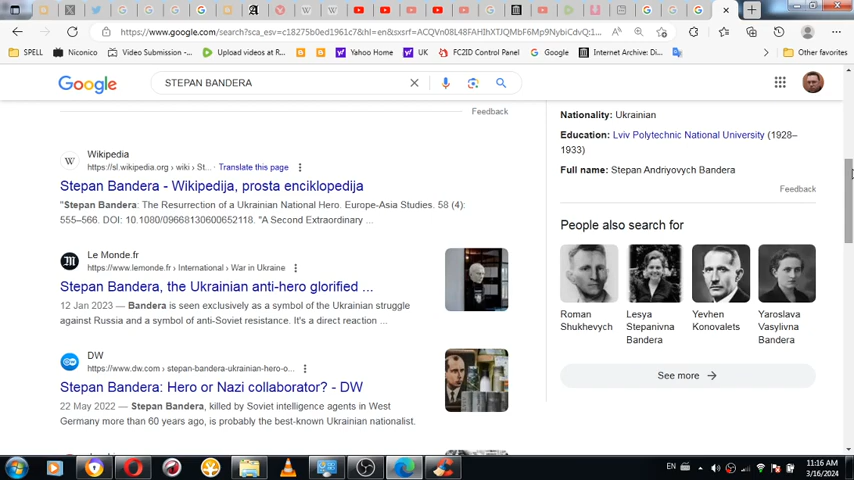 https://www.google.com/search?sca_esv=c18275b0ed1961c7&hl=en&sxsrf=ACQVn08L48FAHIhXTJQMbF6Mp9NybiCdvQ:1...
SPELL
Niconico
Video Submission -...
Upload videos at R...
Yahoo Home
UK
FC2ID Control Panel
Google
Internet Archive: Di...
Other favorites
Google
STEPAN BANDERA
Feedback
Wikipedia
https://sl.wikipedia.org › wiki › St... · Translate this page
Stepan Bandera - Wikipedija, prosta enciklopedija
"Stepan Bandera: The Resurrection of a Ukrainian National Hero. Europe-Asia Studies. 58 (4):
555–566. DOI: 10.1080/09668130600652118. "A Second Extraordinary ...
Le Monde.fr
https://www.lemonde.fr › International › War in Ukraine
Stepan Bandera, the Ukrainian anti-hero glorified ...
12 Jan 2023 — Bandera is seen exclusively as a symbol of the Ukrainian struggle
against Russia and a symbol of anti-Soviet resistance. It's a direct reaction ...
DW
https://www.dw.com › stepan-bandera-ukrainian-hero-o...
Stepan Bandera: Hero or Nazi collaborator? - DW
22 May 2022 — Stepan Bandera, killed by Soviet intelligence agents in West
Germany more than 60 years ago, is probably the best-known Ukrainian nationalist.
Nationality: Ukrainian
Education: Lviv Polytechnic National University (1928–
1933)
Full name: Stepan Andriyovych Bandera
Feedback
People also search for
Roman
Shukhevych
Lesya
Stepanivna
Bandera
Yevhen
Konovalets
Yaroslava
Vasylivna
Bandera
See more
EN
11:16 AM
3/16/2024